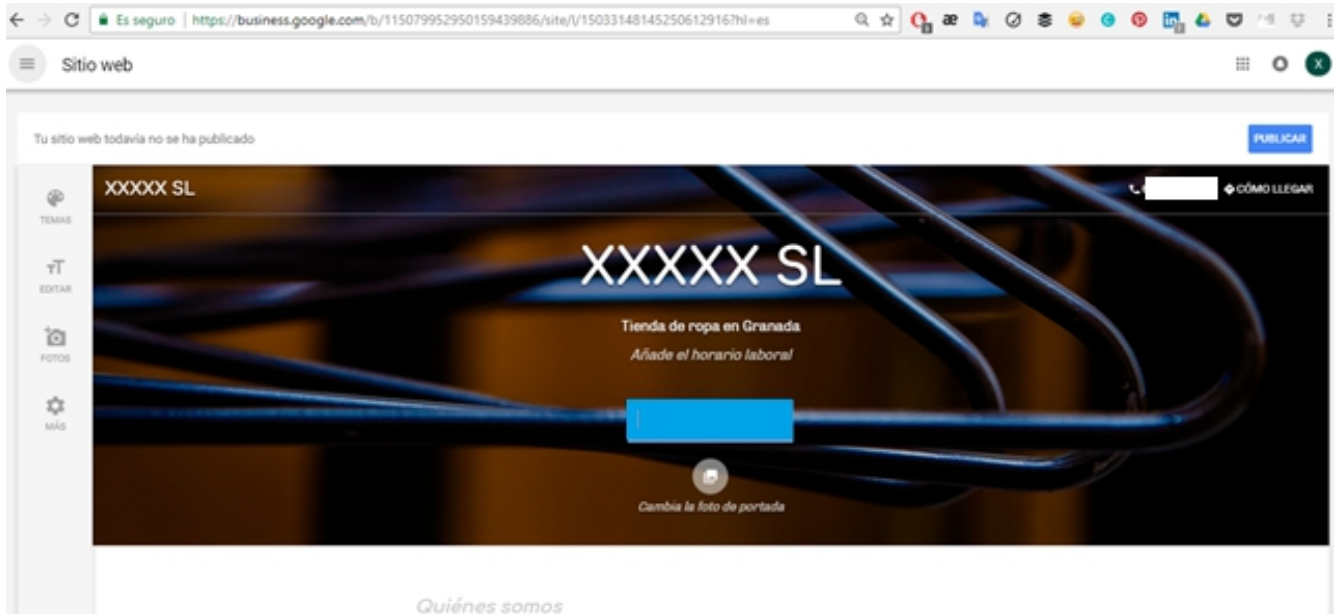 Es seguro | https://business.google.com/b/115079952950159439886/site/l/15033148145250612916?hl=es
Sitio web
X
Tu sitio web todavía no se ha publicado
PUBLICAR
XXXXX SL
CÓMO LLEGAR
TEMAS
EDITAR
FOTOS
MÁS
XXXXX SL
Tienda de ropa en Granada
Añade el horario laboral
Cambia la foto de portada
Quiénes somos